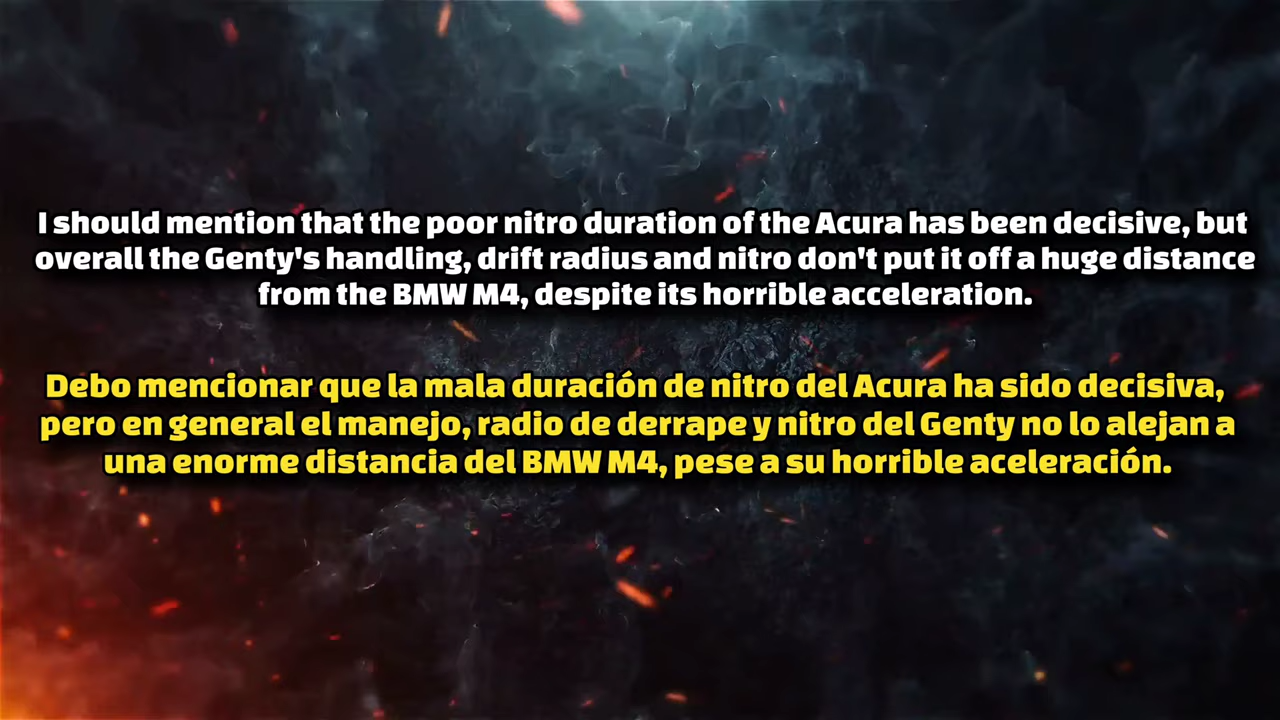 I should mention that the poor nitro duration of the Acura has been decisive, but
overall the Genty's handling, drift radius and nitro don't put it off a huge distance
from the BMW M4, despite its horrible acceleration.
Debo mencionar que la mala duración de nitro del Acura ha sido decisiva,
pero en general el manejo, radio de derrape y nitro del Genty no lo alejan a
una enorme distancia del BMW M4, pese a su horrible aceleración.